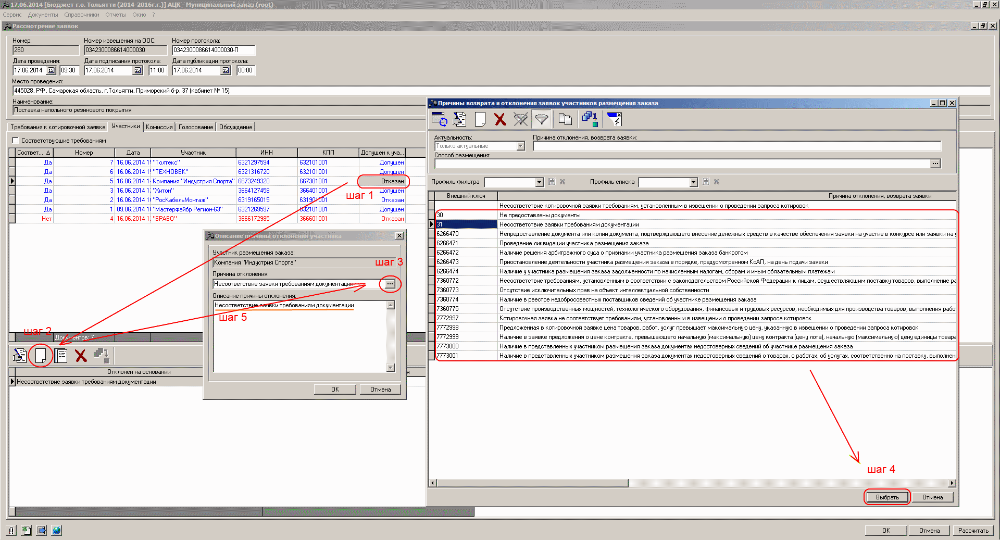 17.06.2014 [Бюджет г.о. Тольятти (2014-2016г.г.)] АЦК - Муниципальный заказ (root)
Сервис Документы Справочники Отчеты Окно ?
Рассмотрение заявок
Номер: Номер извещения на ООС: Номер протокола:
260 0342300086614000030 0342300086614000030-П
Дата проведения: Дата подписания протокола: Дата публикации протокола:
17.06.2014 15 09:30 17.06.2014 15 11:00 17.06.2014 15 00:00
Место проведения:
445028, РФ, Самарская область, г.Тольятти, Приморский б-р, 37 (кабинет № 15).
Наименование:
Поставка напольного резинового покрытия
Требования к котировочной заявке Участники Комиссия Голосование Обсуждение
Соответствующие требованиям
Соответ... Номер Дата Участник ИНН КПП Допущен к уча...
Да 7 16.06.2014 1 "Толтекс" 6321297594 632101001 Допущен
Да 6 16.06.2014 1 "ТЕХНОВЕК" 6321316720 632101001 Допущен
Да 5 16.06.2014 1 Компания "Индустрия Спорта" 6673249320 667301001 Отказан
Да 3 16.06.2014 1 "Хитон" 3664127458 366401001 Допущен
Да 2 16.06.2014 1 "РосКабельМонтаж" 6319165015 631901001 Отказан
Да 1 09.06.2014 1 "Мастерфайбр Регион-63" 6321269597 632101001 Допущен
Нет 4 16.06.2014 1 "БРАВО" 3666172985 366601001 Отказан
шаг 1
Описание причины отклонения участника
Участник размещения заказа:
Компания "Индустрия Спорта"
шаг 3
Причина отклонения:
Несоответствие заявки требованиям документации ...
Описание причины отклонения:
Несоответствие заявки требованиям документации
шаг 5
OK Отмена
шаг 2
Документов: 7
Отклонен на основании
Несоответствие заявки требованиям документации
Причины возврата и отклонения заявок участников размещения заказа
Актуальность: Причина отклонения, возврата заявки:
Только актуальные
Способ размещения:
...
Профиль фильтра Профиль списка
Внешний ключ Причина отклонения, возврата заявки
Несоответствие котировочной заявки требованиям, установленным в извещении о проведении запроса котировок
30 Не предоставлены документы
31 Несоответствие заявки требованиям документации
6266470 Непредоставление документа или копии документа, подтверждающего внесение денежных средств в качестве обеспечения заявки на участие в конкурсе или заявки на у
6266471 Проведение ликвидации участника размещения заказа
6266472 Наличие решения арбитражного суда о признании участника размещения заказа банкротом
6266473 Приостановление деятельности участника размещения заказа в порядке, предусмотренном КоАП, на день подачи заявки
6266474 Наличие у участника размещения заказа задолженности по начисленным налогам, сборам и иным обязательным платежам
7360772 Несоответствие требованиям, установленным в соответствии с законодательством Российской Федерации к лицам, осуществляющим поставку товаров, выполнение ра
7360773 Отсутствие исключительных прав на объект интеллектуальной собственности
7360774 Наличие в реестре недобросовестных поставщиков сведений об участнике размещения заказа
7360775 Отсутствие производственных мощностей, технологического оборудования, финансовых и трудовых ресурсов, необходимых для производства товаров, выполнения работ
7772997 Котировочная заявка не соответствует требованиям, установленным в извещении о проведении запроса котировок
7772998 Предложенная в котировочной заявке цена товаров, работ, услуг превышает максимальную цену, указанную в извещении о проведении запроса котировок
7772999 Наличие в заявке предложения о цене контракта, превышающего начальную (максимальную) цену контракта (цену лота), начальную (максимальную) цену единицы товара
7773000 Наличие в представленных участником размещения заказа документах недостоверных сведений об участнике размещения заказа
7773001 Наличие в представленных участником размещения заказа документах недостоверных сведений о товарах, о работах, об услугах, соответственно на поставку, выполнен
шаг 4
Выбрать Отмена
OK Отмена Рассчитать